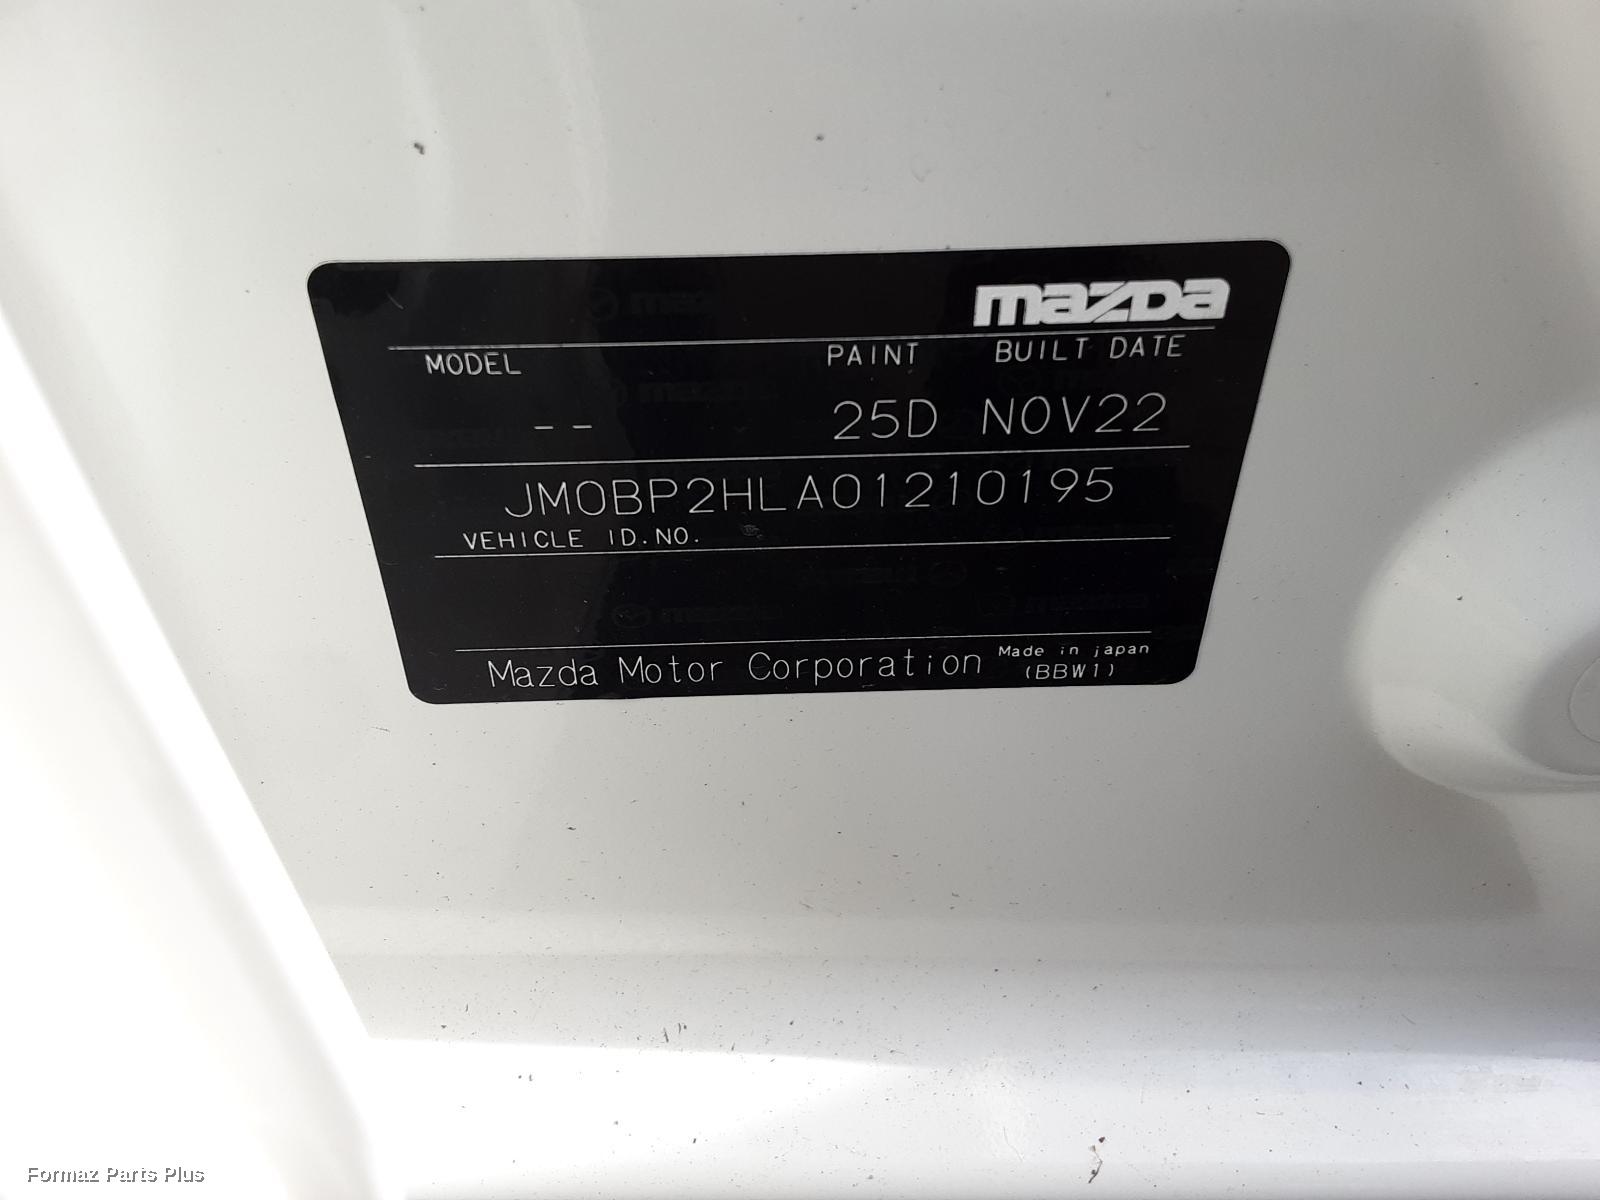 mazda
MODEL PAINT BUILT DATE
-- 25D NOV22
JM0BP2HLA01210195
VEHICLE ID.NO.
Mazda Motor Corporation Made in japan
(BBW1)
Formaz Parts Plus